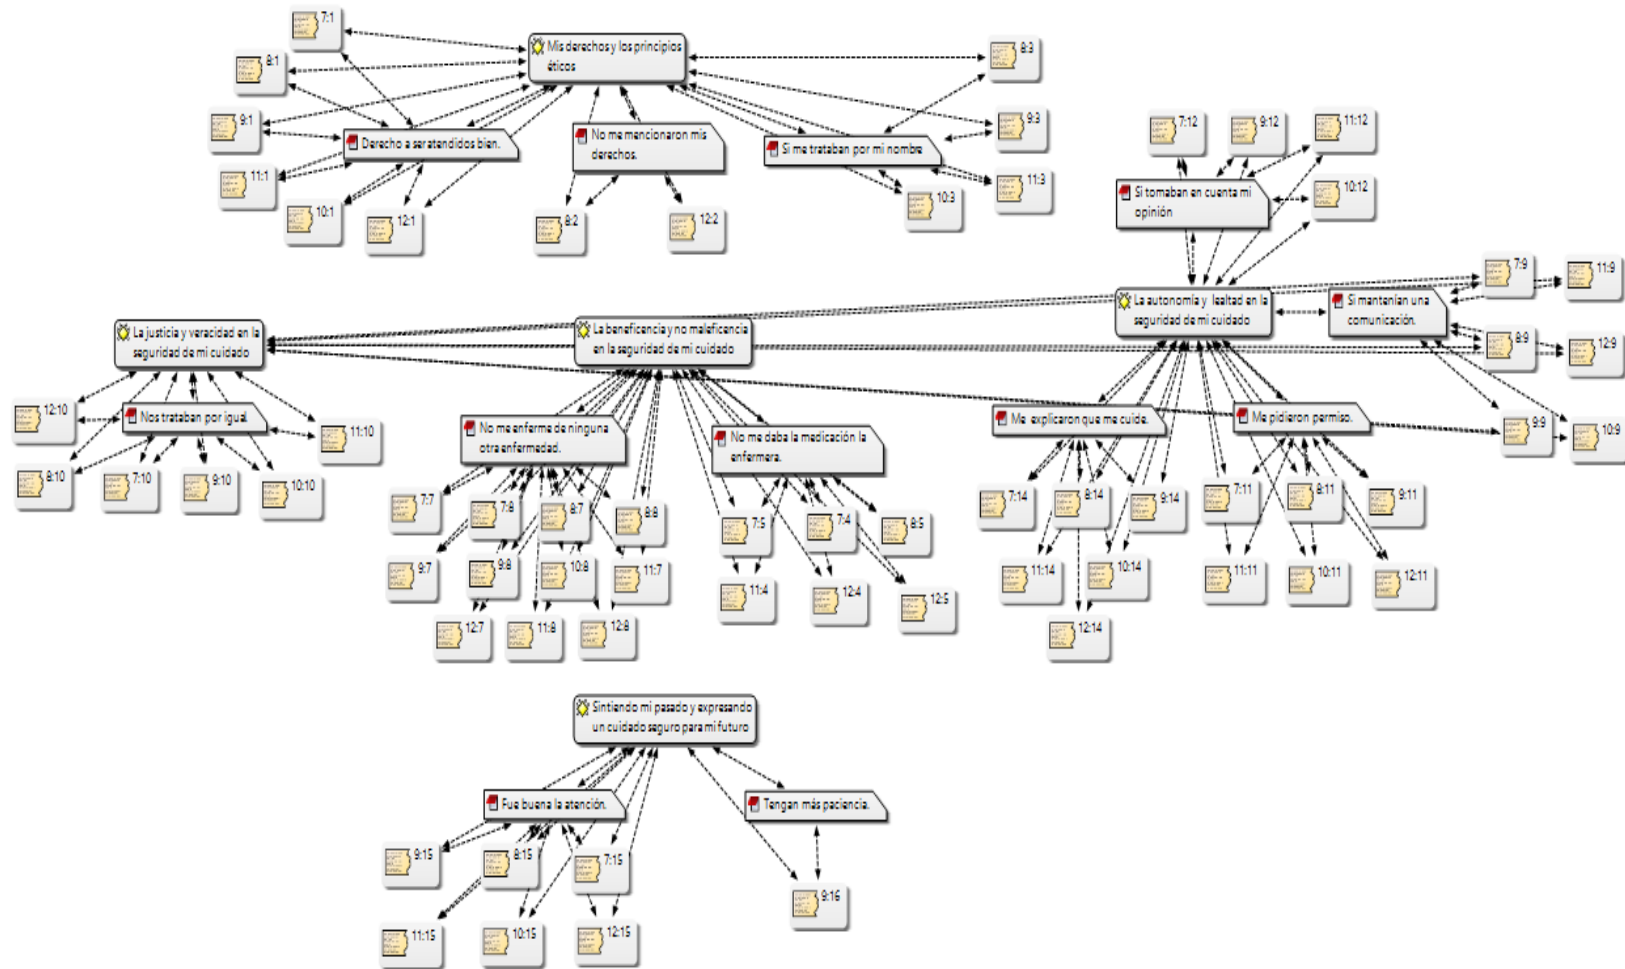 7:1
Mis derechos y los principios
éticos
8:3
8:1
9:1
Derecho a ser atendidos bien.
No me mencionaron mis
derechos.
Si me trataban por mi nombre
9:3
11:1
10:1
12:1
8:2
12:2
10:3
11:3
7:12
9:12
11:12
Si tomaban en cuenta mi
opinión
10:12
7:9
11:9
La autonomía y lealtad en la
seguridad de mi cuidado
Si mantenían una
comunicación.
La justicia y veracidad en la
seguridad de mi cuidado
La beneficencia y no maleficencia
en la seguridad de mi cuidado
8:9
12:9
12:10
Nos trataban por igual.
11:10
8:10
7:10
9:10
10:10
No me enferme de ninguna
otra enfermedad.
No me daba la medicación la
enfermera.
Me explicaron que me cuide.
Me pidieron permiso.
9:9
10:9
7:7
7:8
8:7
8:8
7:5
7:4
8:5
7:14
8:14
9:14
7:11
8:11
9:11
9:7
9:8
10:8
11:7
11:4
12:4
12:5
11:14
10:14
11:11
10:11
12:11
12:7
11:8
12:8
12:14
Sintiendo mi pasado y expresando
un cuidado seguro para mi futuro
Fue buena la atención.
Tengan más paciencia.
9:15
8:15
7:15
9:16
11:15
10:15
12:15